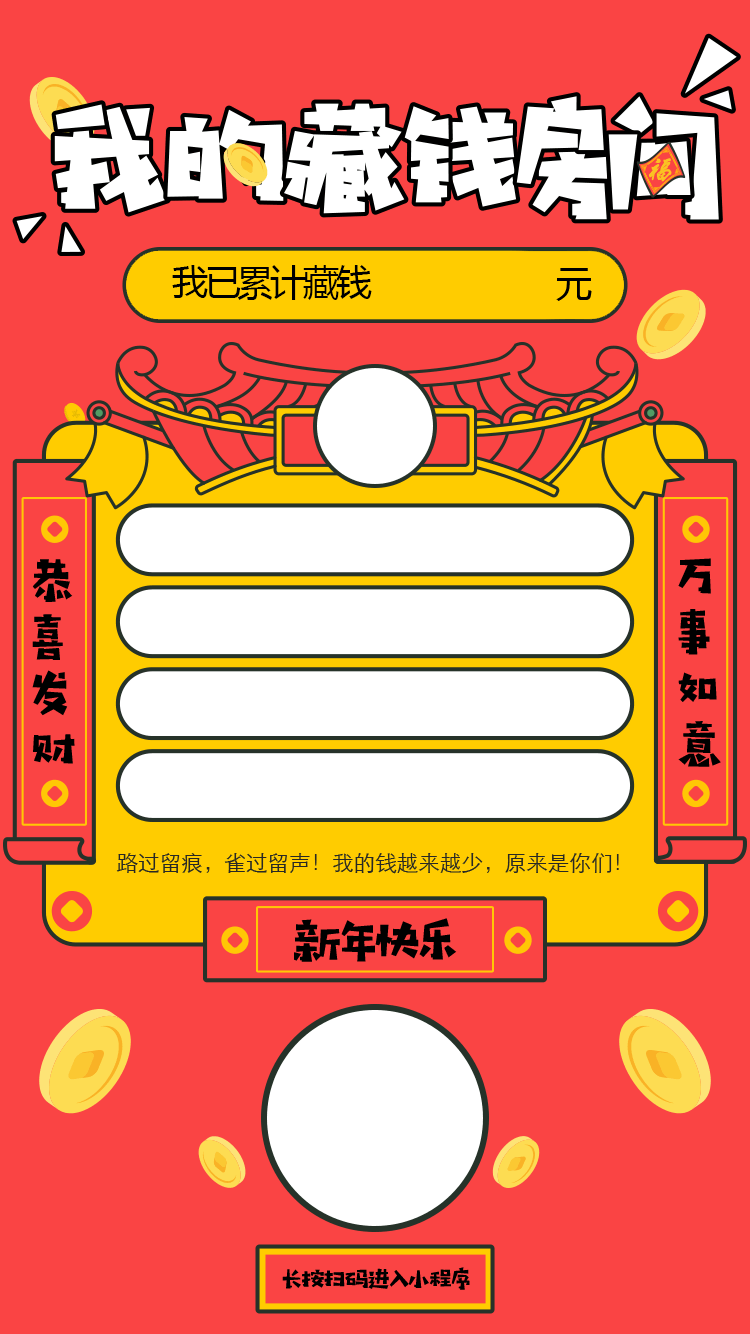 我的藏钱房间
福
我已累计藏钱 元
恭喜发财
万事如意
路过留痕，雀过留声！我的钱越来越少，原来是你们！
新年快乐
长按扫码进入小程序